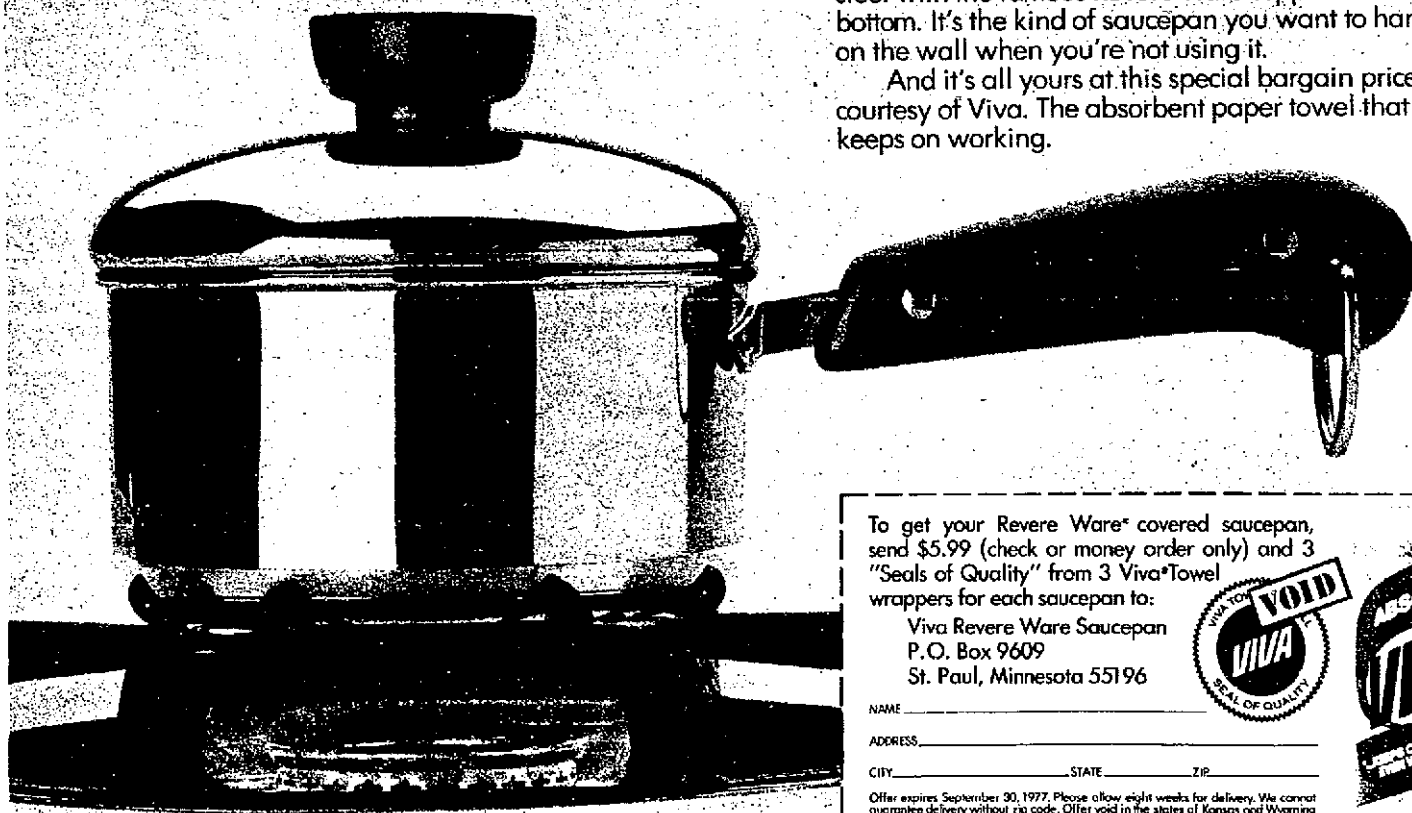 bottom. It's the kind of saucepan you want to
on the wall when you're not using it.
And it's all yours at this special bargain price
courtesy of Viva. The absorbent paper towel that
keeps on working.
To get your Revere Ware® covered saucepan,
send $5.99 (check or money order only) and 3
"Seals of Quality" from 3 Viva® Towel
wrappers for each saucepan to:
Viva Revere Ware Saucepan
P.O. Box 9609
St. Paul, Minnesota 55196
VOID
VIVA
SEAL OF QUALITY
NAME
ADDRESS
CITY STATE ZIP
Offer expires September 30, 1977. Please allow eight weeks for delivery. We cannot
guarantee delivery without zip code. Offer void in the states of Kansas and Wyoming